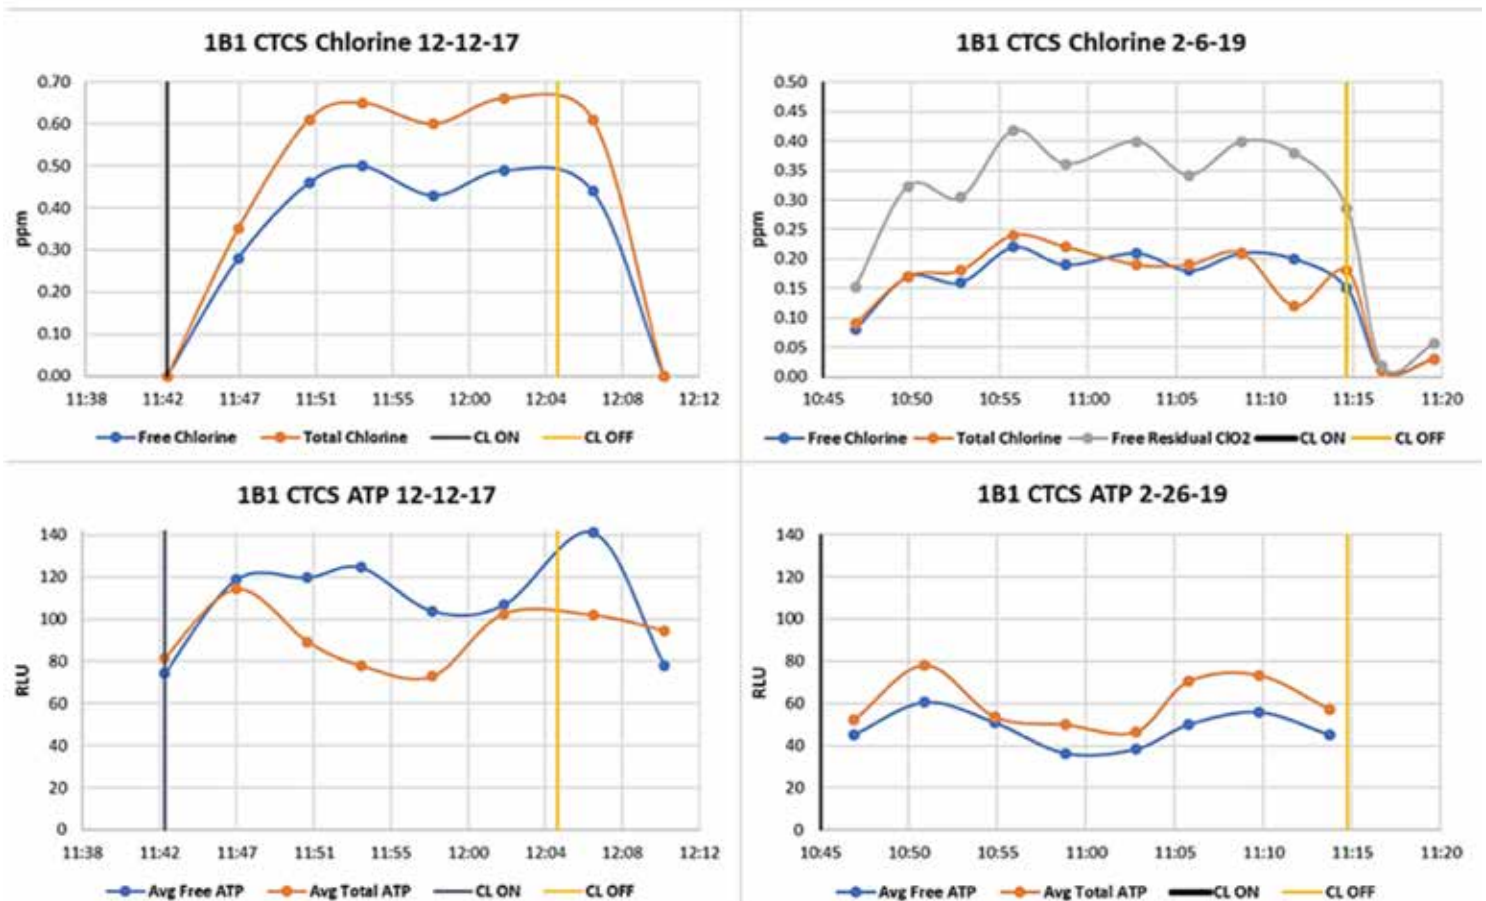 1B1 CTCS Chlorine 12-12-17
0.70
0.60
0.50
0.40
0.30
0.20
0.10
0.00
ppm
11:38 11:42 11:47 11:51 11:55 12:00 12:04 12:08 12:12
Free Chlorine Total Chlorine CL ON CL OFF
1B1 CTCS Chlorine 2-6-19
0.50
0.45
0.40
0.35
0.30
0.25
0.20
0.15
0.10
0.05
0.00
ppm
10:45 10:50 10:55 11:00 11:05 11:10 11:15 11:20
Free Chlorine Total Chlorine Free Residual ClO2 CL ON CL OFF
1B1 CTCS ATP 12-12-17
140
120
100
80
60
40
20
0
RLU
11:38 11:42 11:47 11:51 11:55 12:00 12:04 12:08 12:12
Avg Free ATP Avg Total ATP CL ON CL OFF
1B1 CTCS ATP 2-26-19
140
120
100
80
60
40
20
0
RLU
10:45 10:50 10:55 11:00 11:05 11:10 11:15 11:20
Avg Free ATP Avg Total ATP CL ON CL OFF